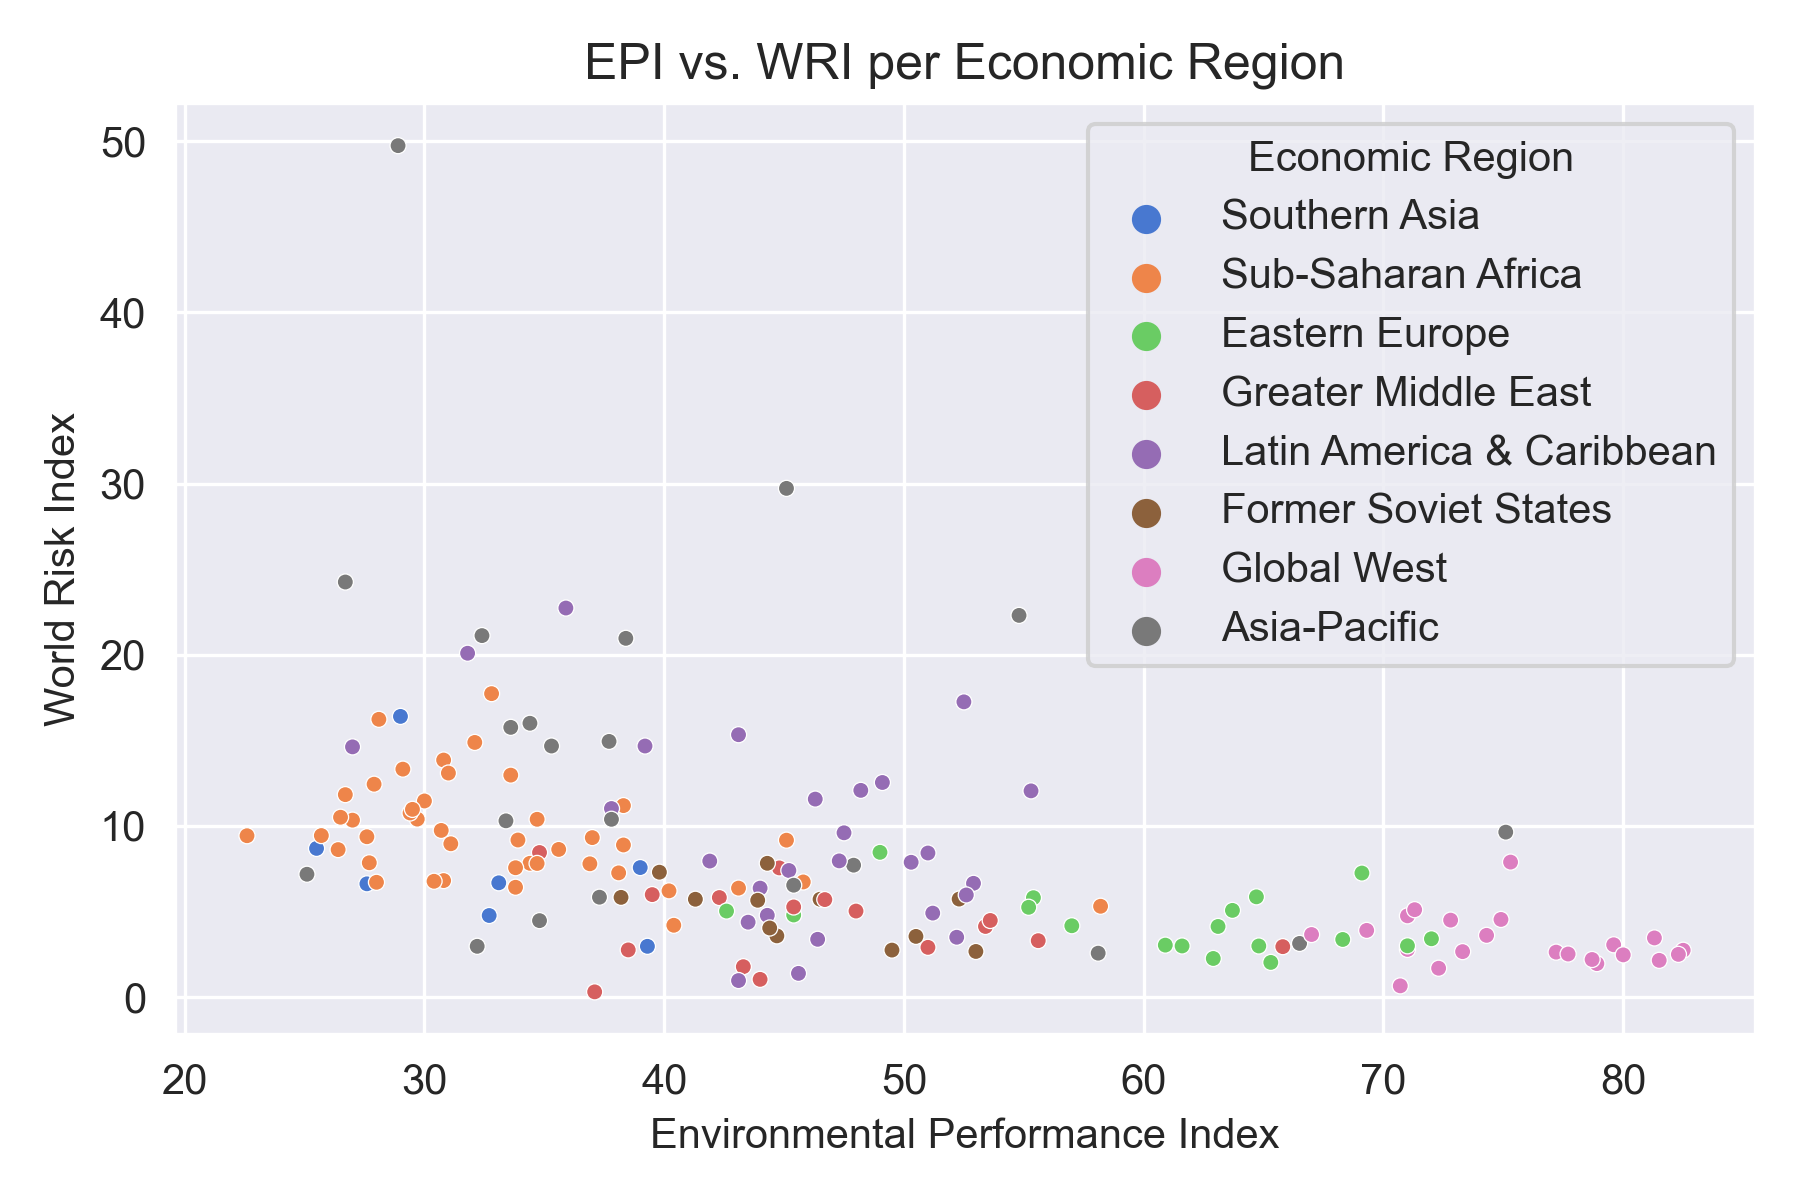 EPI vs. WRI per Economic Region
50
40
30
20
10
0
World Risk Index
Economic Region
Southern Asia
Sub-Saharan Africa
Eastern Europe
Greater Middle East
Latin America & Caribbean
Former Soviet States
Global West
Asia-Pacific
20 30 40 50 60 70 80
Environmental Performance Index